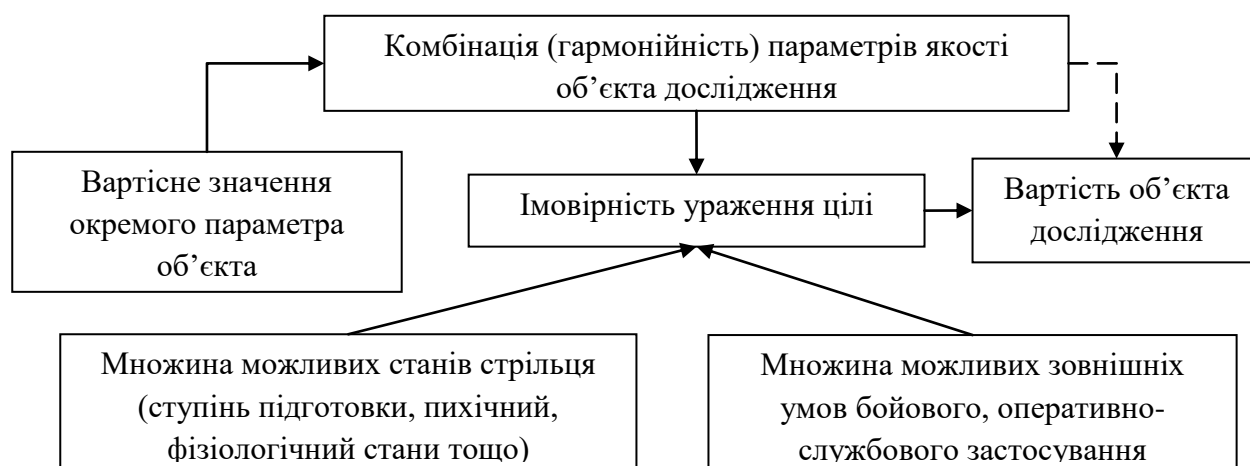 Комбінація (гармонійність) параметрів якості
об’єкта дослідження
Вартісне значення
окремого параметра
об’єкта
Імовірність ураження цілі
Вартість об’єкта
дослідження
Множина можливих станів стрільця
(ступінь підготовки, пихічний,
фізіологічний стани тощо)
Множина можливих зовнішніх
умов бойового, оперативно-
службового застосування